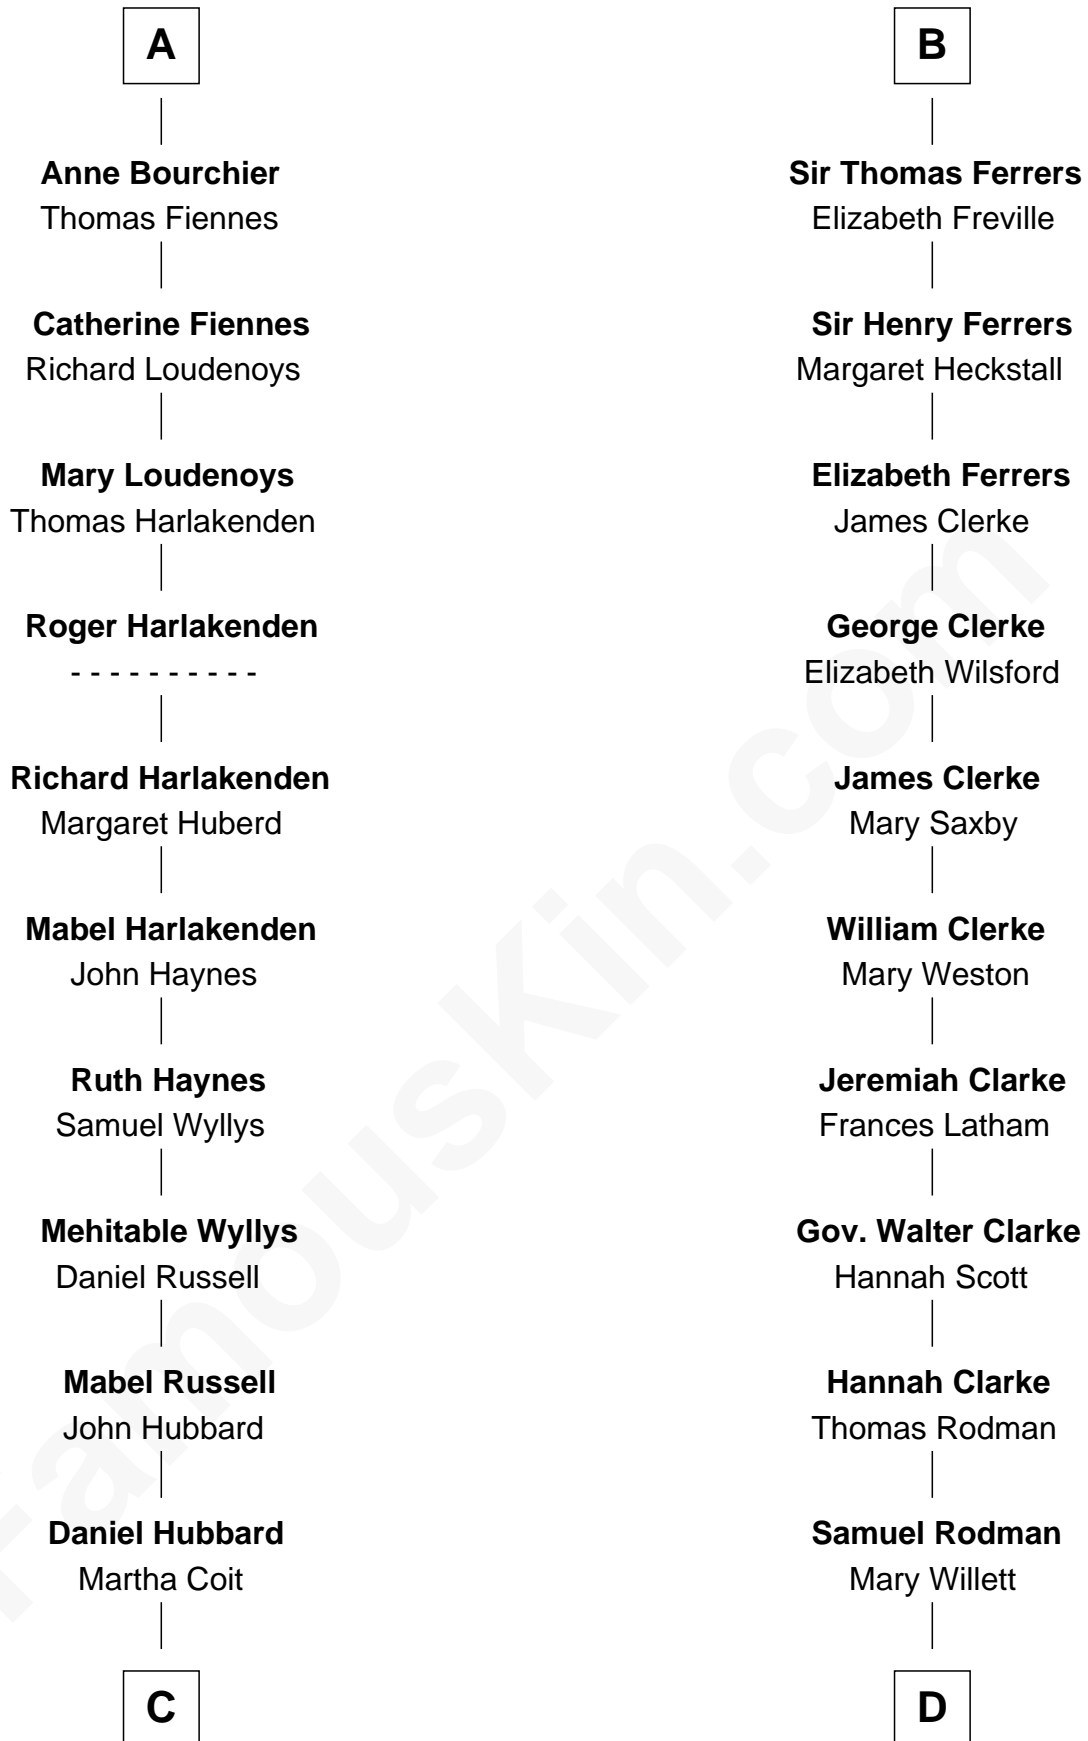 A
Anne Bourchier
Thomas Fiennes
Catherine Fiennes
Richard Loudenoys
Mary Loudenoys
Thomas Harlakenden
Roger Harlakenden
- - - - - - - - - -
Richard Harlakenden
Margaret Huberd
Mabel Harlakenden
John Haynes
Ruth Haynes
Samuel Wyllys
Mehitable Wyllys
Daniel Russell
Mabel Russell
John Hubbard
Daniel Hubbard
Martha Coit
C
B
Sir Thomas Ferrers
Elizabeth Freville
Sir Henry Ferrers
Margaret Heckstall
Elizabeth Ferrers
James Clerke
George Clerke
Elizabeth Wilsford
James Clerke
Mary Saxby
William Clerke
Mary Weston
Jeremiah Clarke
Frances Latham
Gov. Walter Clarke
Hannah Scott
Hannah Clarke
Thomas Rodman
Samuel Rodman
Mary Willett
D
FamousKin.com